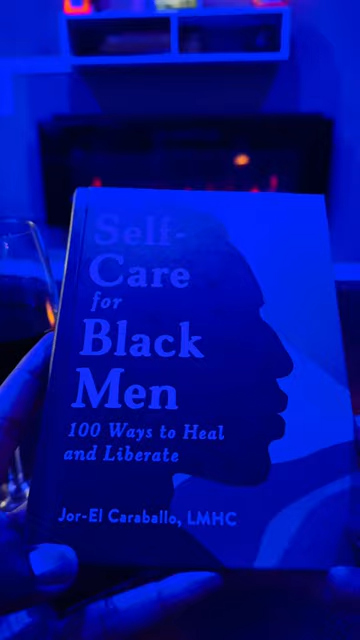 Self-
Care
for
Black
Men
100 Ways to Heal
and Liberate
Jor-El Caraballo, LMHC